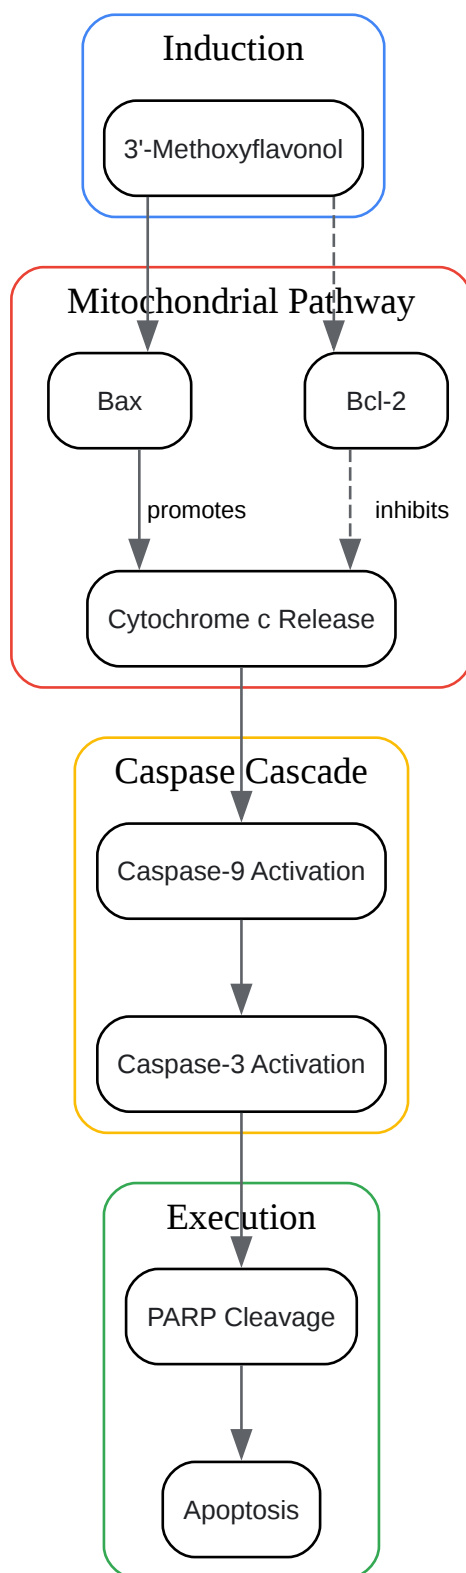 Induction
3'-Methoxyflavonol
Mitochondrial Pathway
Bax
Bcl-2
promotes
inhibits
Cytochrome c Release
Caspase Cascade
Caspase-9 Activation
Caspase-3 Activation
Execution
PARP Cleavage
Apoptosis